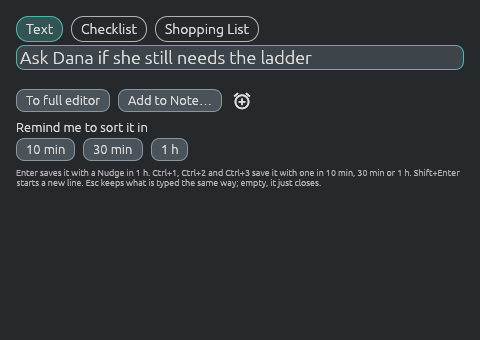 Text Checklist Shopping List
Ask Dana if she still needs the ladder
To full editor Add to Note...
Remind me to sort it in
10 min 30 min 1 h
Enter saves it with a Nudge in 1 h. Ctrl+1, Ctrl+2 and Ctrl+3 save it with one in 10 min, 30 min or 1 h. Shift+Enter
starts a new line. Esc keeps what is typed the same way; empty, it just closes.